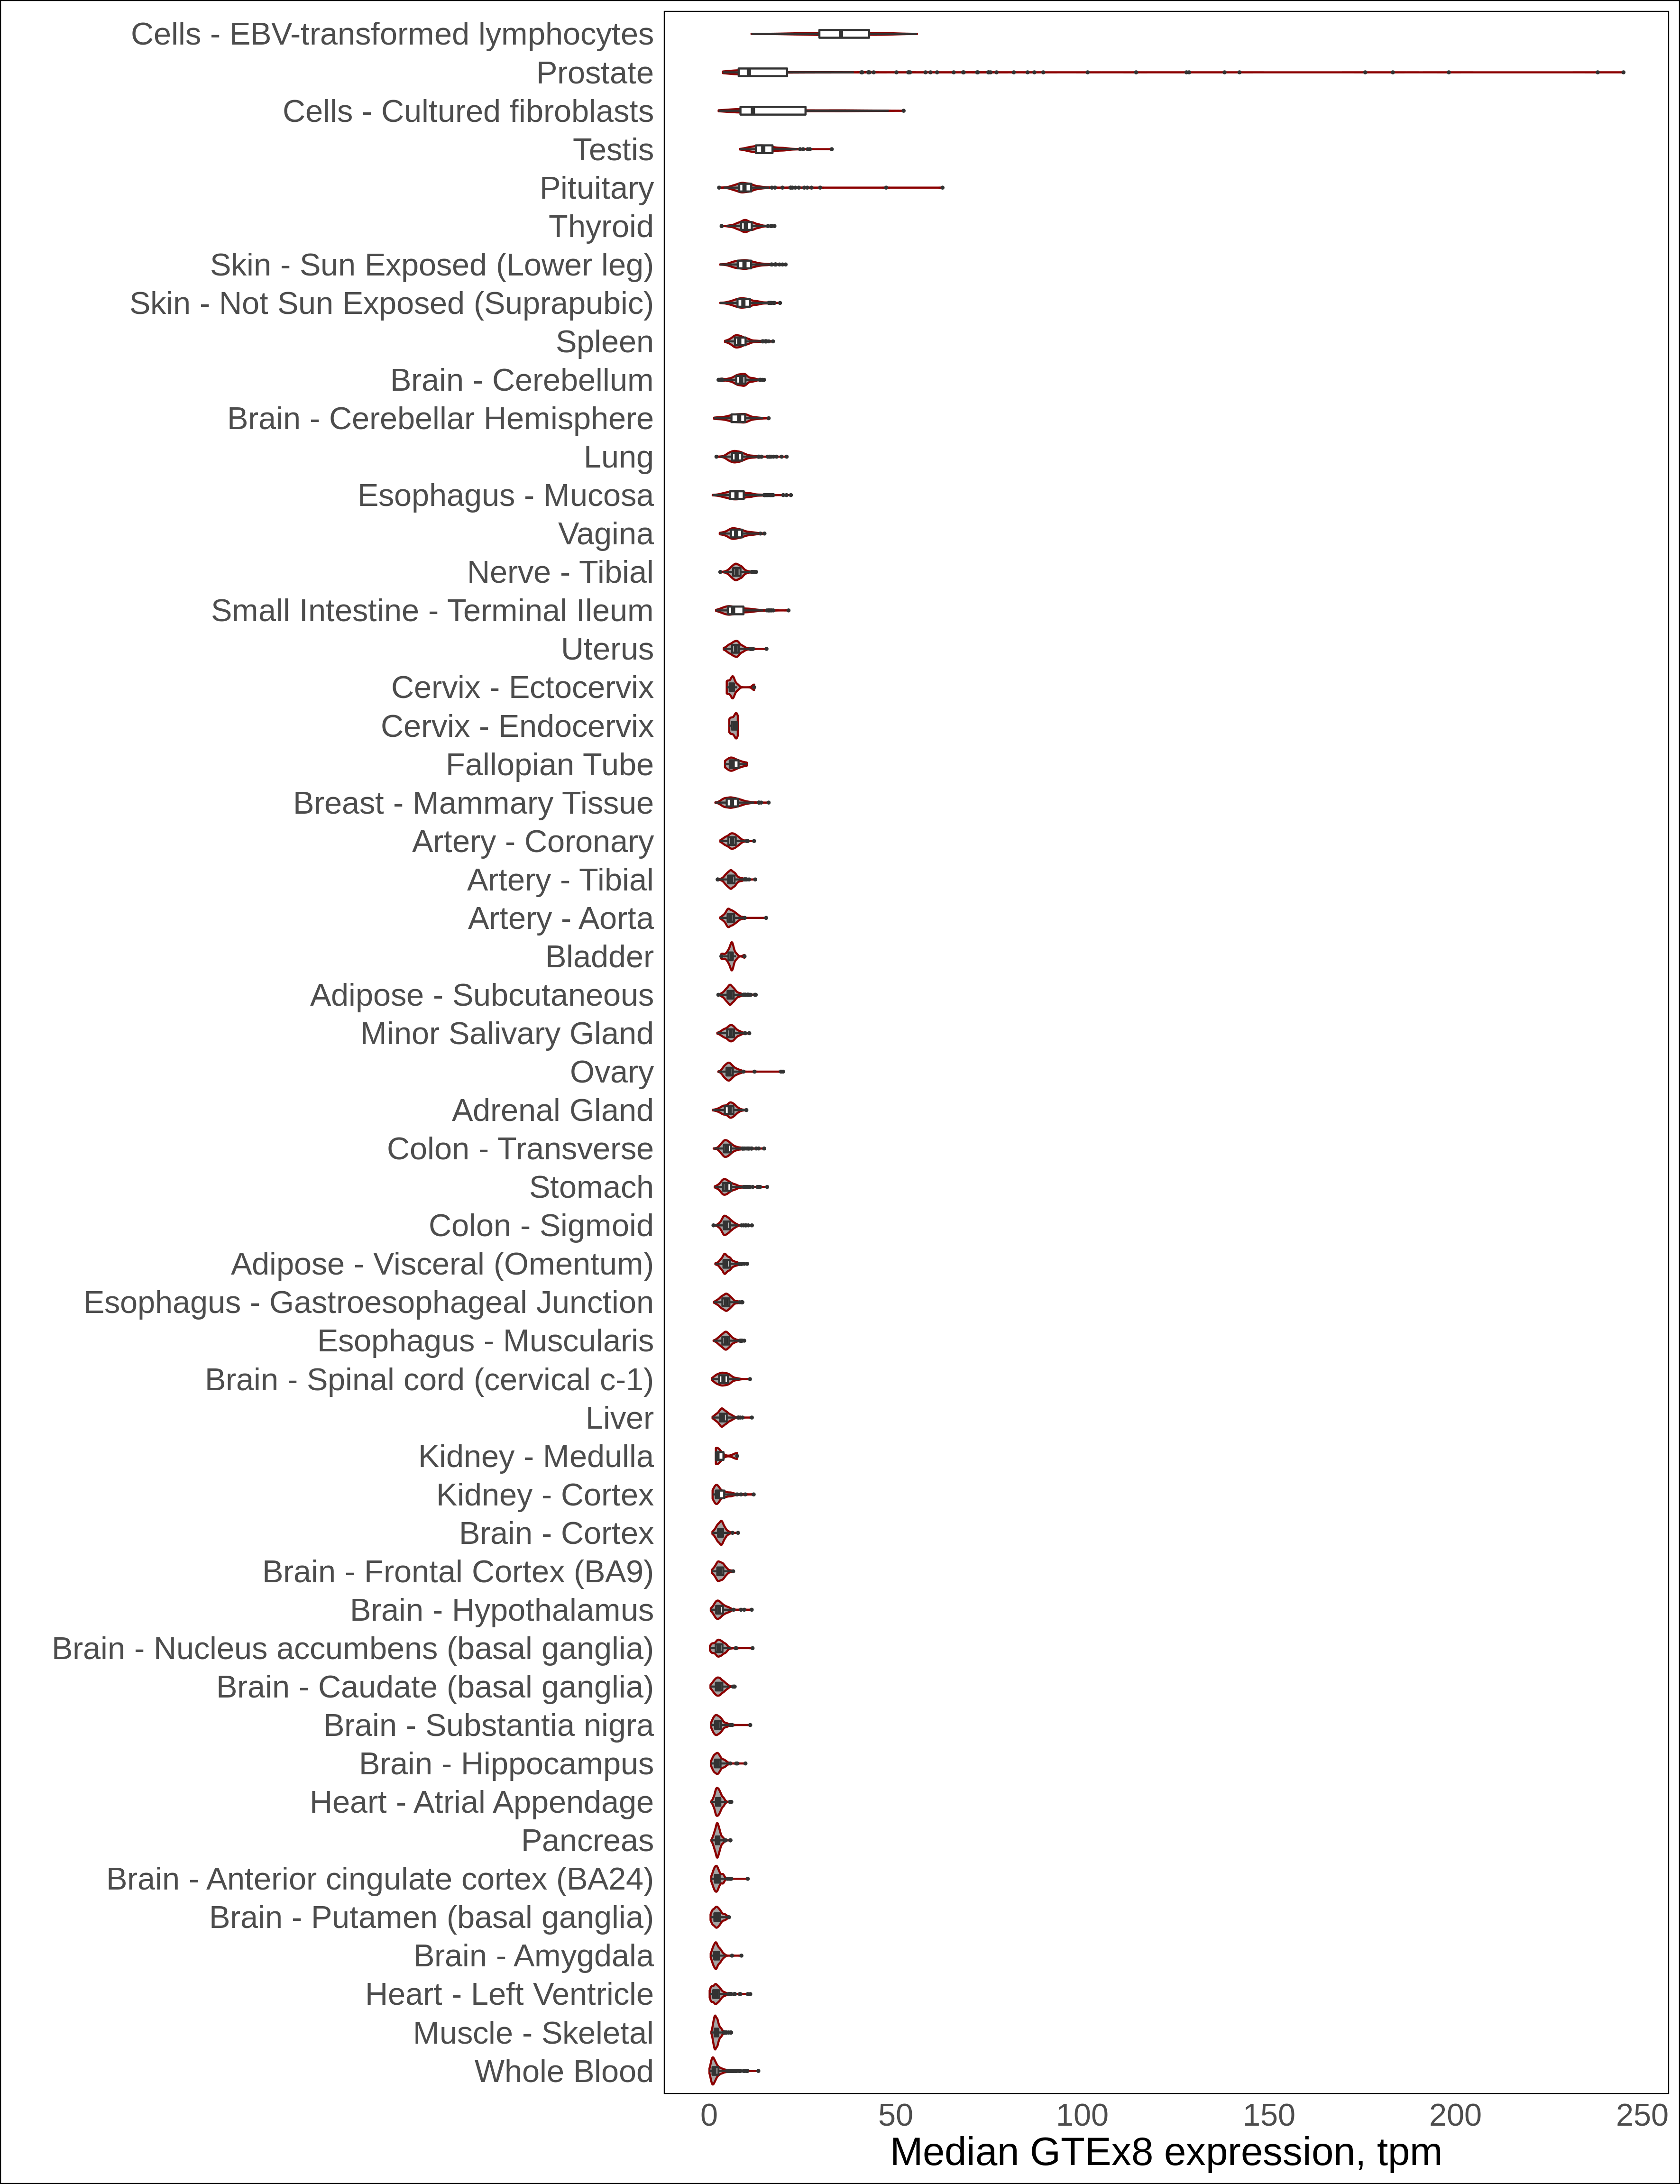 Cells - EBV-transformed lymphocytes
Prostate
Cells - Cultured fibroblasts
Testis
Pituitary
Thyroid
Skin - Sun Exposed (Lower leg)
Skin - Not Sun Exposed (Suprapubic)
Spleen
Brain - Cerebellum
Brain - Cerebellar Hemisphere
Lung
Esophagus - Mucosa
Vagina
Nerve - Tibial
Small Intestine - Terminal Ileum
Uterus
Cervix - Ectocervix
Cervix - Endocervix
Fallopian Tube
Breast - Mammary Tissue
Artery - Coronary
Artery - Tibial
Artery - Aorta
Bladder
Adipose - Subcutaneous
Minor Salivary Gland
Ovary
Adrenal Gland
Colon - Transverse
Stomach
Colon - Sigmoid
Adipose - Visceral (Omentum)
Esophagus - Gastroesophageal Junction
Esophagus - Muscularis
Brain - Spinal cord (cervical c-1)
Liver
Kidney - Medulla
Kidney - Cortex
Brain - Cortex
Brain - Frontal Cortex (BA9)
Brain - Hypothalamus
Brain - Nucleus accumbens (basal ganglia)
Brain - Caudate (basal ganglia)
Brain - Substantia nigra
Brain - Hippocampus
Heart - Atrial Appendage
Pancreas
Brain - Anterior cingulate cortex (BA24)
Brain - Putamen (basal ganglia)
Brain - Amygdala
Heart - Left Ventricle
Muscle - Skeletal
Whole Blood
0 50 100 150 200 250
Median GTEx8 expression, tpm